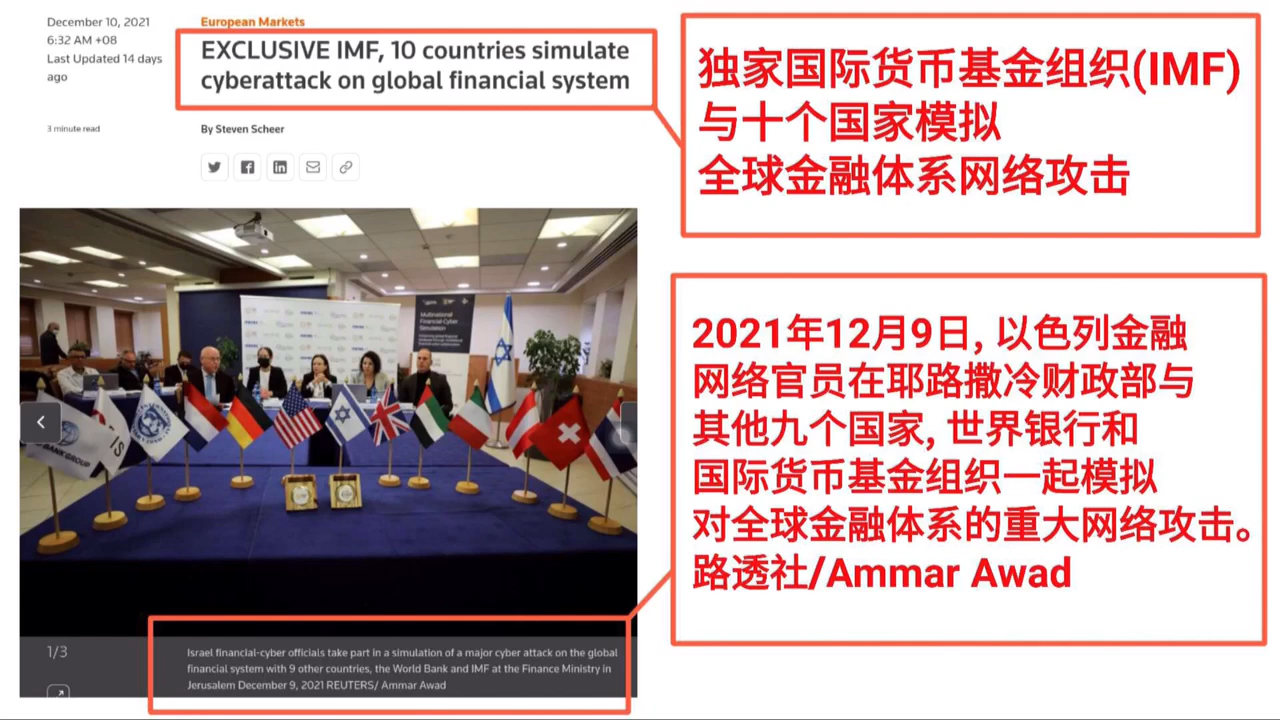 December 10, 2021
6:32 AM +08
Last Updated 14 days
ago
3 minute read
European Markets
EXCLUSIVE IMF, 10 countries simulate
cyberattack on global financial system
By Steven Scheer
独家国际货币基金组织(IMF)
与十个国家模拟
全球金融体系网络攻击
Multinational
Financial Cyber
Simulation
BANK GROUP
IS
1/3
Israel financial-cyber officials take part in a simulation of a major cyber attack on the global
financial system with 9 other countries, the World Bank and IMF at the Finance Ministry in
Jerusalem December 9, 2021 REUTERS/ Ammar Awad
2021年12月9日, 以色列金融
网络官员在耶路撒冷财政部与
其他九个国家, 世界银行和
国际货币基金组织一起模拟
对全球金融体系的重大网络攻击。
路透社/Ammar Awad